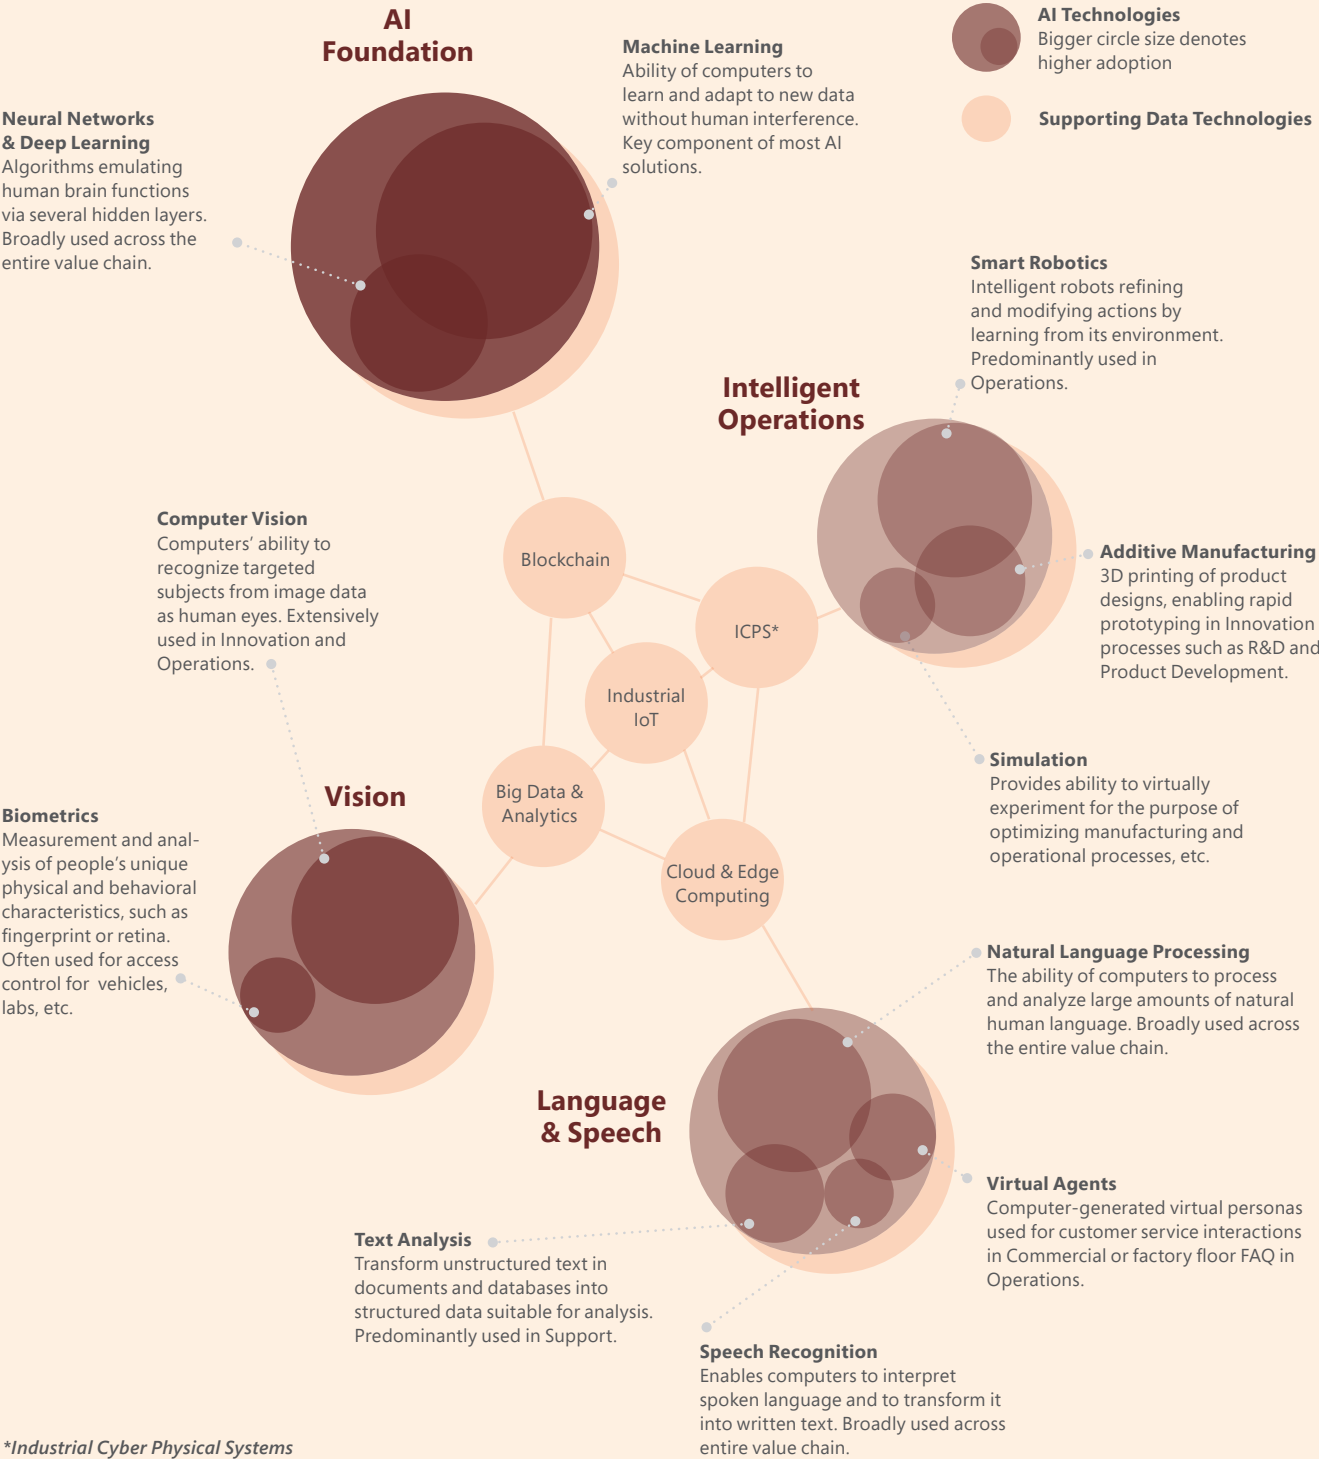 AI
Foundation
AI Technologies
Bigger circle size denotes
higher adoption
Supporting Data Technologies
Machine Learning
Ability of computers to
learn and adapt to new data
without human interference.
Key component of most AI
solutions.
Neural Networks
& Deep Learning
Algorithms emulating
human brain functions
via several hidden layers.
Broadly used across the
entire value chain.
Smart Robotics
Intelligent robots refining
and modifying actions by
learning from its environment.
Predominantly used in
Operations.
Intelligent
Operations
Additive Manufacturing
3D printing of product
designs, enabling rapid
prototyping in Innovation
processes such as R&D and
Product Development.
Simulation
Provides ability to virtually
experiment for the purpose of
optimizing manufacturing and
operational processes, etc.
Computer Vision
Computers’ ability to
recognize targeted
subjects from image data
as human eyes. Extensively
used in Innovation and
Operations.
Blockchain
ICPS*
Industrial
IoT
Big Data &
Analytics
Cloud & Edge
Computing
Vision
Biometrics
Measurement and anal-
ysis of people’s unique
physical and behavioral
characteristics, such as
fingerprint or retina.
Often used for access
control for vehicles,
labs, etc.
Natural Language Processing
The ability of computers to process
and analyze large amounts of natural
human language. Broadly used across
the entire value chain.
Language
& Speech
Virtual Agents
Computer-generated virtual personas
used for customer service interactions
in Commercial or factory floor FAQ in
Operations.
Text Analysis
Transform unstructured text in
documents and databases into
structured data suitable for analysis.
Predominantly used in Support.
Speech Recognition
Enables computers to interpret
spoken language and to transform it
into written text. Broadly used across
entire value chain.
*Industrial Cyber Physical Systems